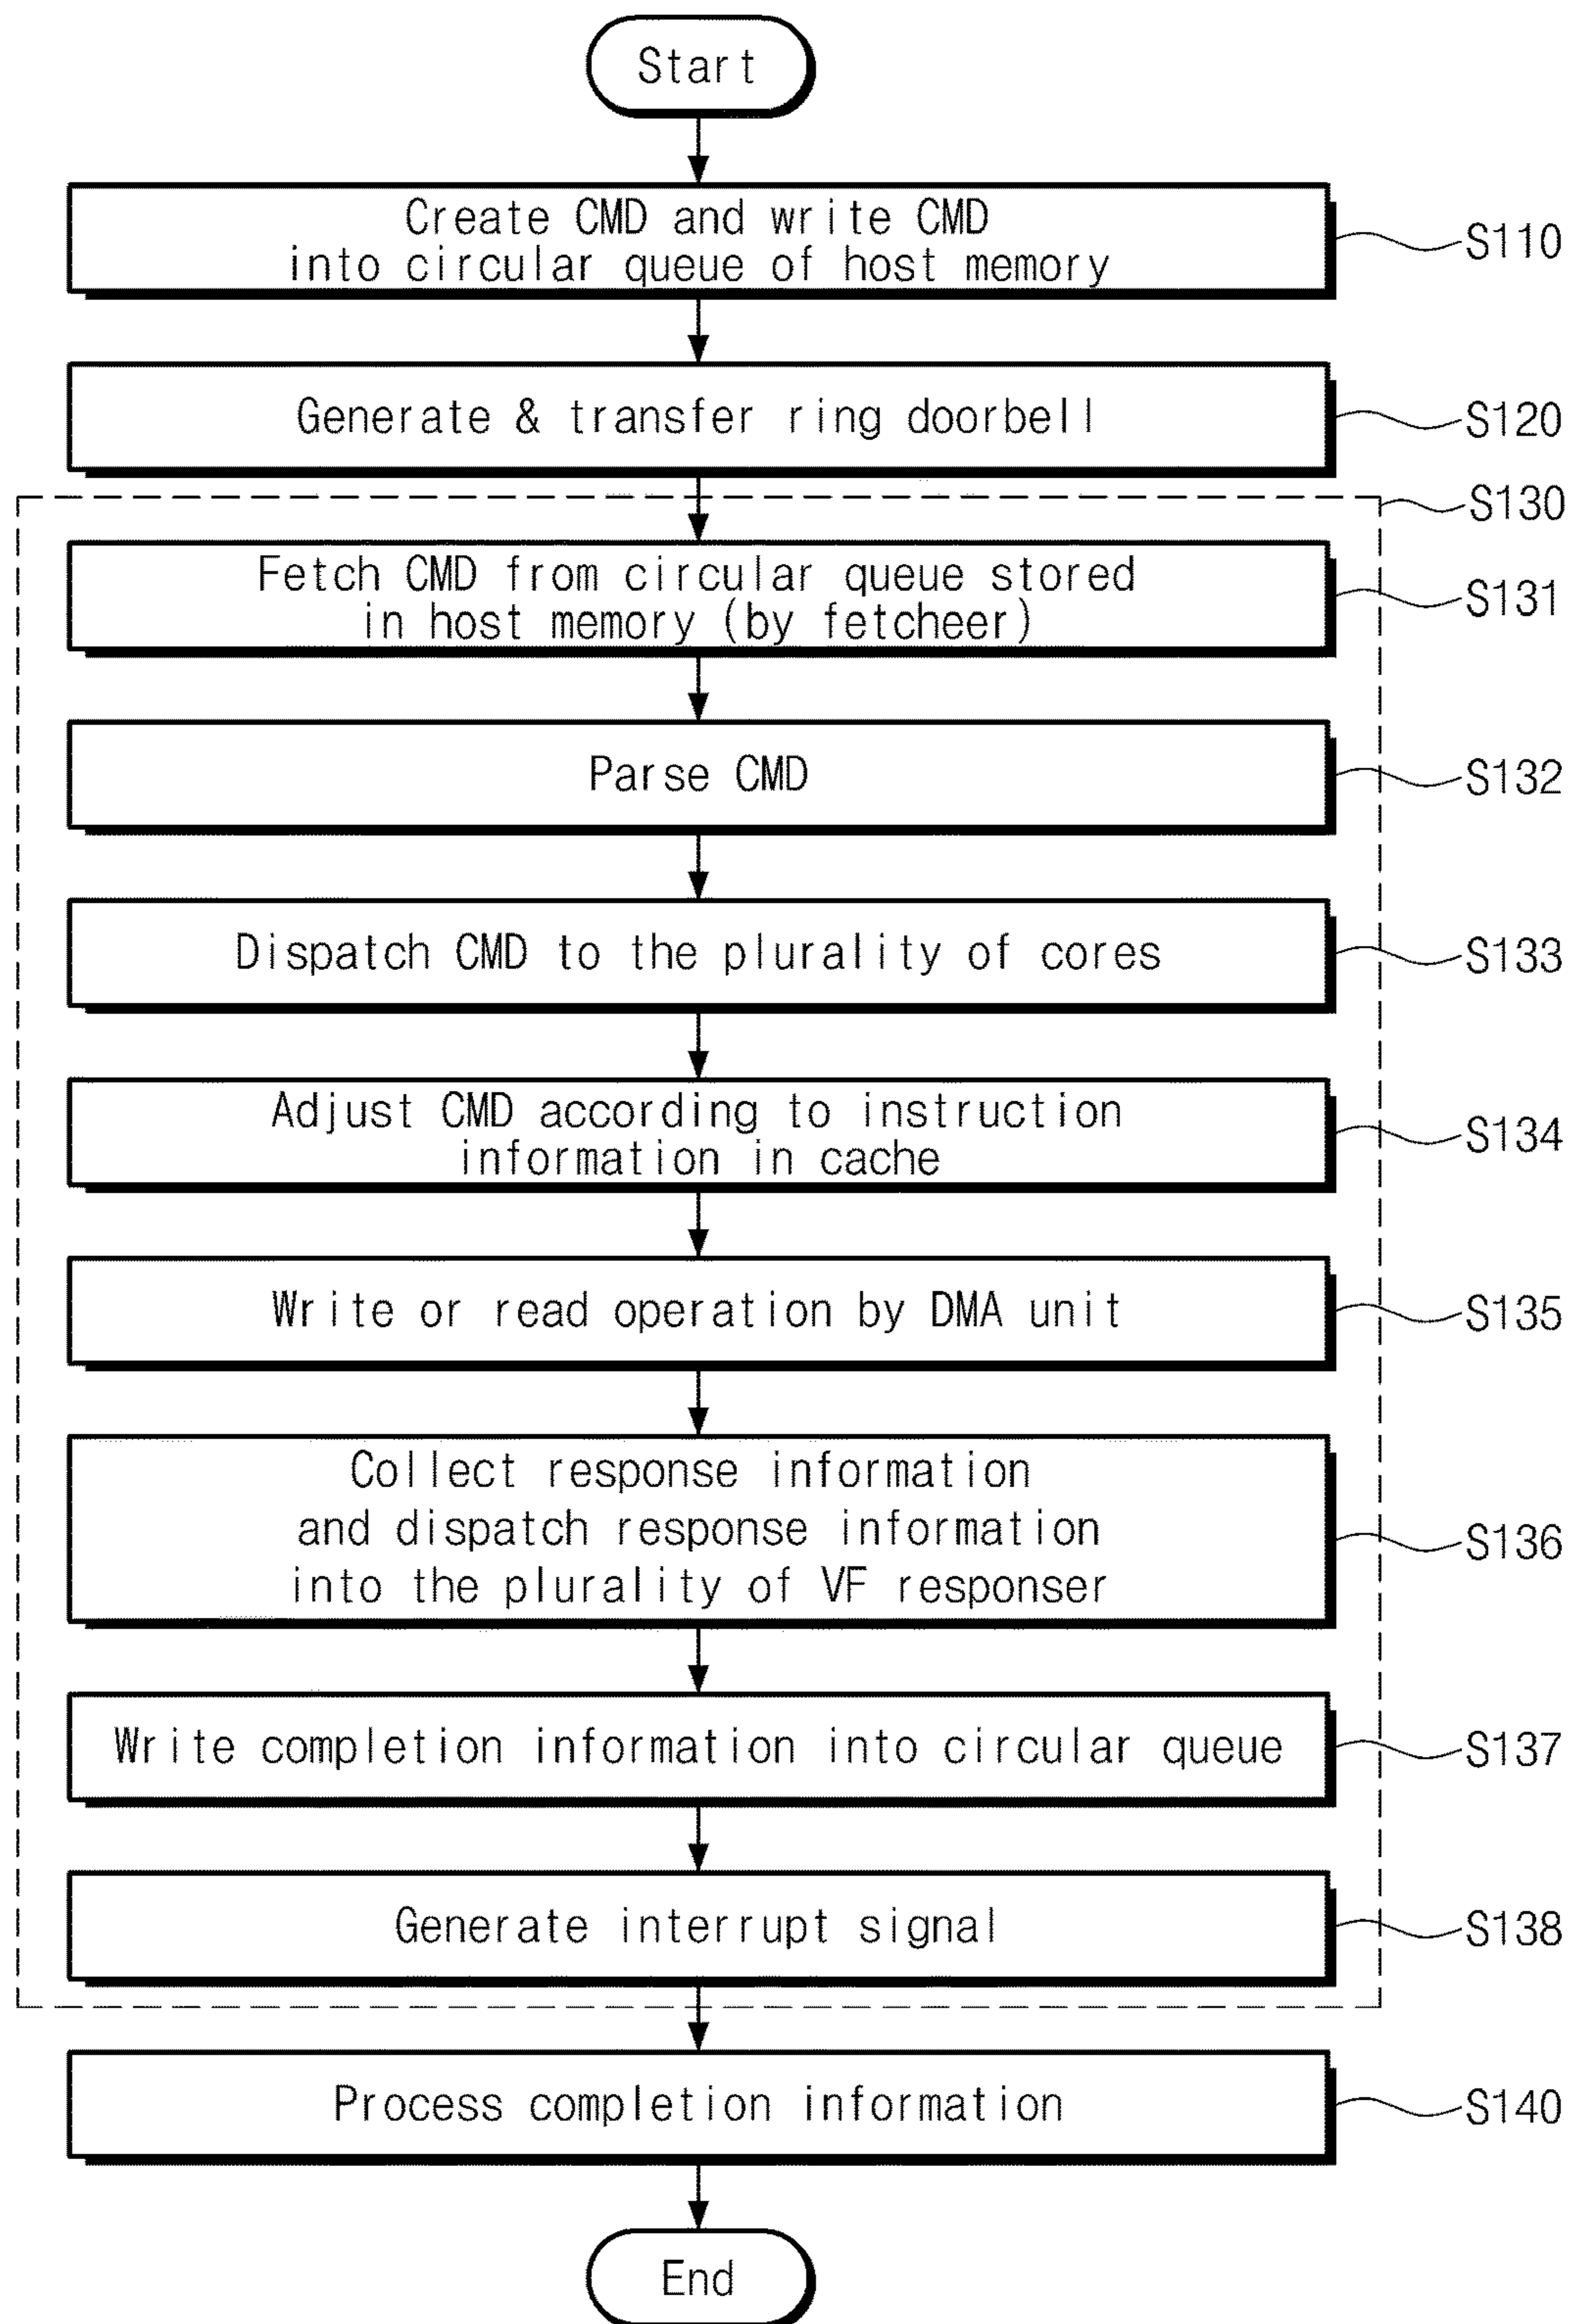 Start
Create CMD and write CMD
into circular queue of host memory
S110
Generate & transfer ring doorbell
S120
S130
Fetch CMD from circular queue stored
in host memory (by fetcheer)
S131
Parse CMD
S132
Dispatch CMD to the plurality of cores
S133
Adjust CMD according to instruction
information in cache
S134
Write or read operation by DMA unit
S135
Collect response information
and dispatch response information
into the plurality of VF responser
S136
Write completion information into circular queue
S137
Generate interrupt signal
S138
Process completion information
S140
End